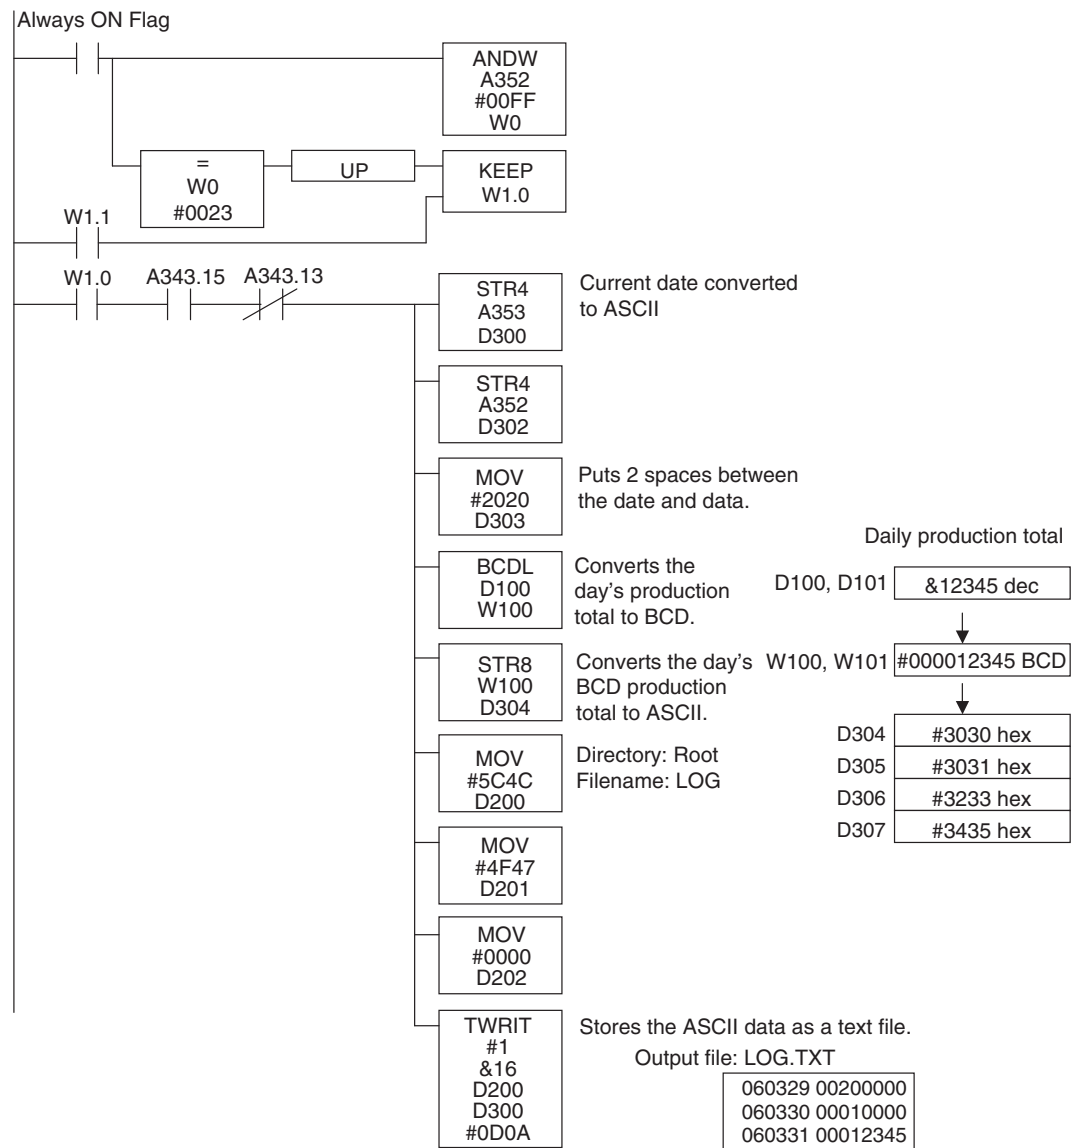 Always ON Flag
ANDW
A352
#00FF
W0
=
W0
#0023
UP
KEEP
W1.0
W1.1
W1.0
A343.15
A343.13
STR4
A353
D300
Current date converted
to ASCII
STR4
A352
D302
MOV
#2020
D303
Puts 2 spaces between
the date and data.
BCDL
D100
W100
Converts the
day's production
total to BCD.
STR8
W100
D304
Converts the day's
BCD production
total to ASCII.
MOV
#5C4C
D200
Directory: Root
Filename: LOG
MOV
#4F47
D201
MOV
#0000
D202
TWRIT
#1
&16
D200
D300
#0D0A
Stores the ASCII data as a text file.
Output file: LOG.TXT
060329 00200000
060330 00010000
060331 00012345
Daily production total
D100, D101
&12345 dec
W100, W101
#000012345 BCD
D304
#3030 hex
D305
#3031 hex
D306
#3233 hex
D307
#3435 hex